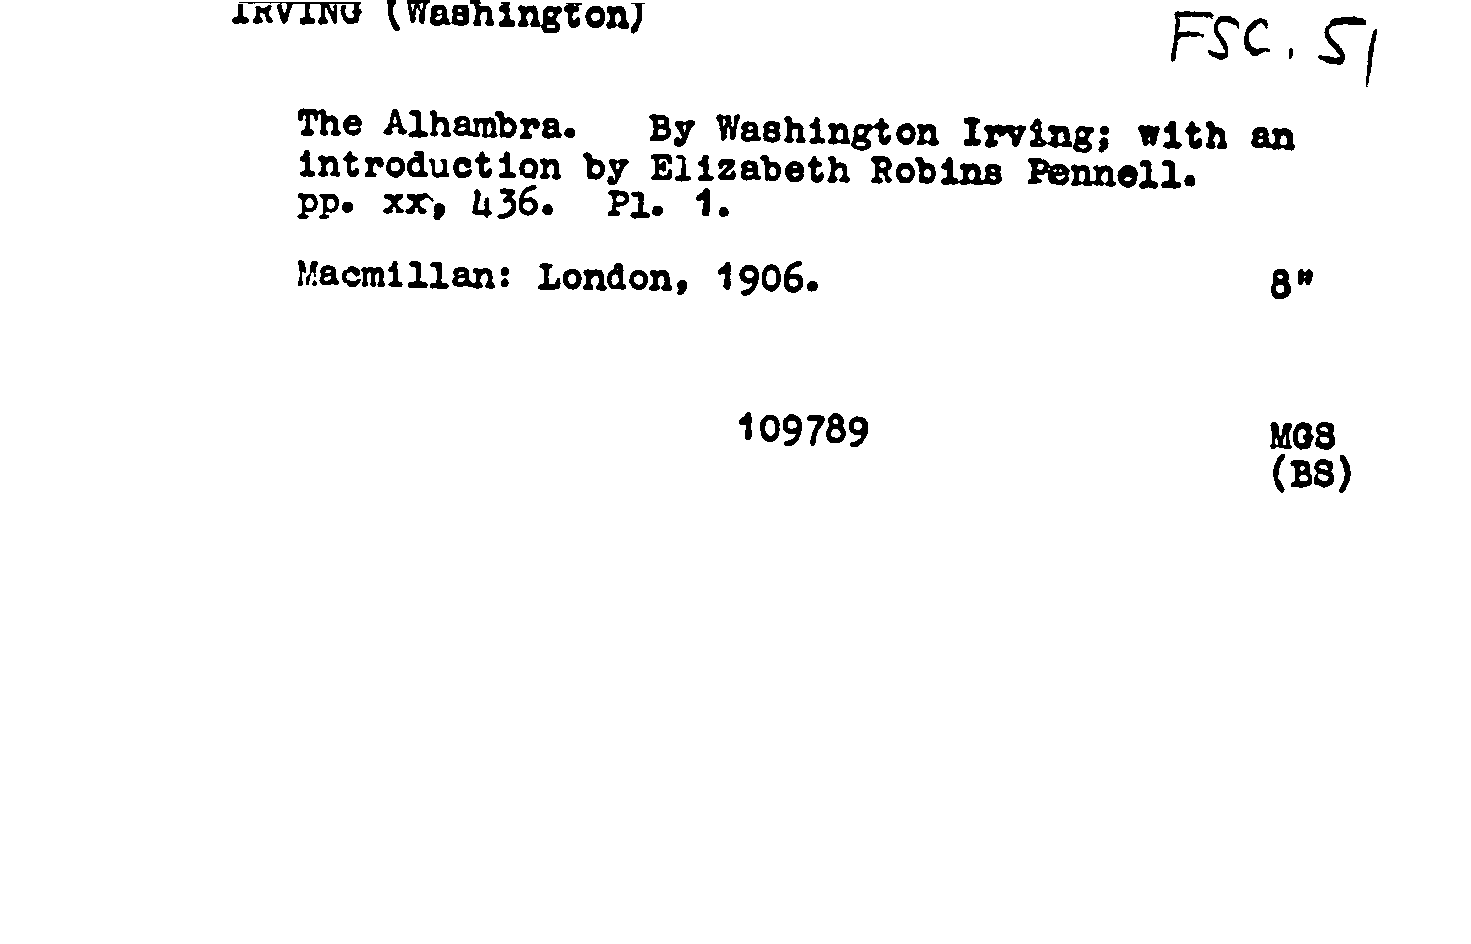 IRVING (Washington)
FSC. 51
The Alhambra. By Washington Irving; with an
introduction by Elizabeth Robins Pennell.
pp. xx, 436. Pl. 1.
Macmillan: London, 1906. 8"
109789 MGS
(BS)